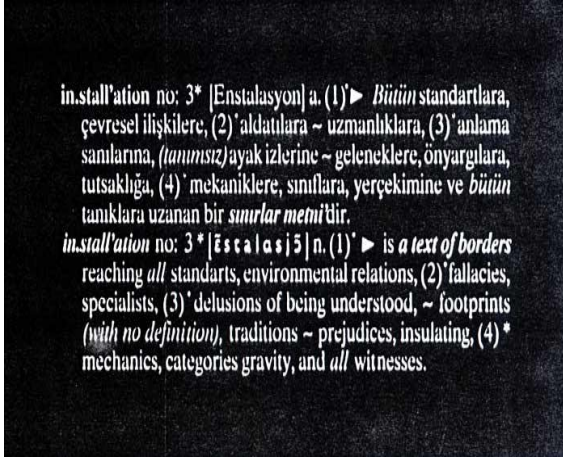 in.stall'ation no: 3* [Enstalasyon] a. (1)* ► Bütün standartlara,
çevresel ilişkilere, (2)* aldatılara ~ uzmanlıklara, (3)* anlama
sanılarına, (tanımsız) ayak izlerine ~ geleneklere, önyargılara,
tutsaklığa, (4)* mekaniklere, sınıflara, yerçekimine ve bütün
tanıklara uzanan bir sınırlar metni'dir.
in.stall'ation no: 3* [ɛ̃stalasjɔ̃] n. (1)* ► is a text of borders
reaching all standarts, environmental relations, (2)* fallacies,
specialists, (3)* delusions of being understood, ~ footprints
(with no definition), traditions ~ prejudices, insulating, (4) *
mechanics, categories gravity, and all witnesses.